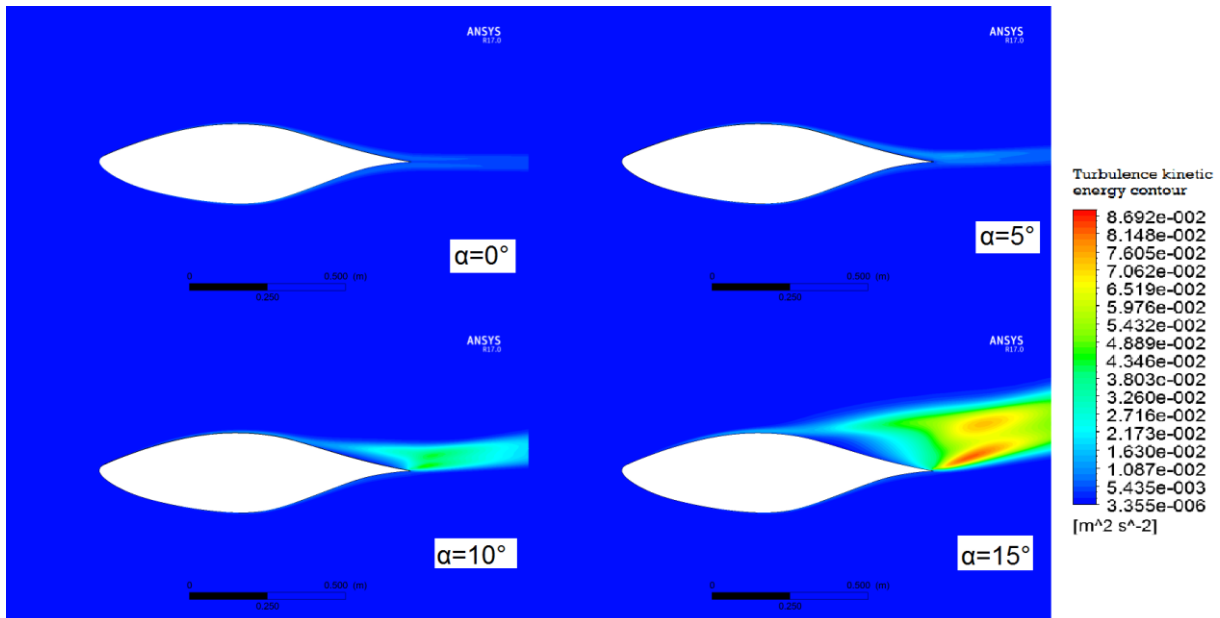 ANSYS
R17.0
α=0°
0 0.500 (m)
0.250
ANSYS
R17.0
α=5°
0 0.500 (m)
0.250
ANSYS
R17.0
α=10°
0 0.500 (m)
0.250
ANSYS
R17.0
α=15°
0 0.500 (m)
0.250
Turbulence kinetic
energy contour
8.692e-002
8.148e-002
7.605e-002
7.062e-002
6.519e-002
5.976e-002
5.432e-002
4.889e-002
4.346e-002
3.803e-002
3.260e-002
2.716e-002
2.173e-002
1.630e-002
1.087e-002
5.435e-003
3.355e-006
[m^2 s^-2]